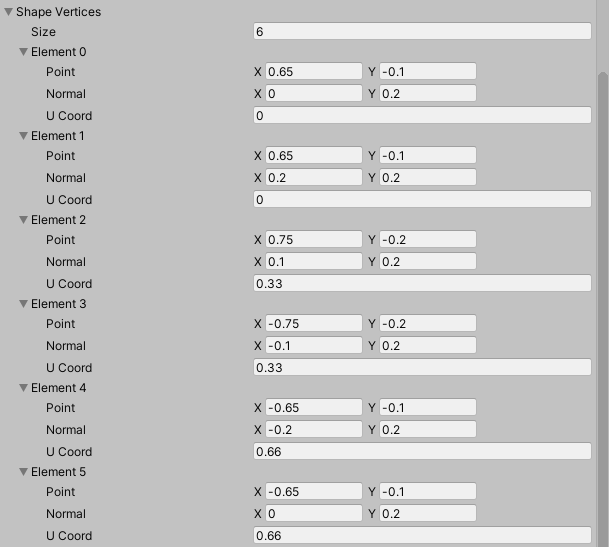 Shape Vertices
Size 6
Element 0
Point X 0.65 Y -0.1
Normal X 0 Y 0.2
U Coord 0
Element 1
Point X 0.65 Y -0.1
Normal X 0.2 Y 0.2
U Coord 0
Element 2
Point X 0.75 Y -0.2
Normal X 0.1 Y 0.2
U Coord 0.33
Element 3
Point X -0.75 Y -0.2
Normal X -0.1 Y 0.2
U Coord 0.33
Element 4
Point X -0.65 Y -0.1
Normal X -0.2 Y 0.2
U Coord 0.66
Element 5
Point X -0.65 Y -0.1
Normal X 0 Y 0.2
U Coord 0.66